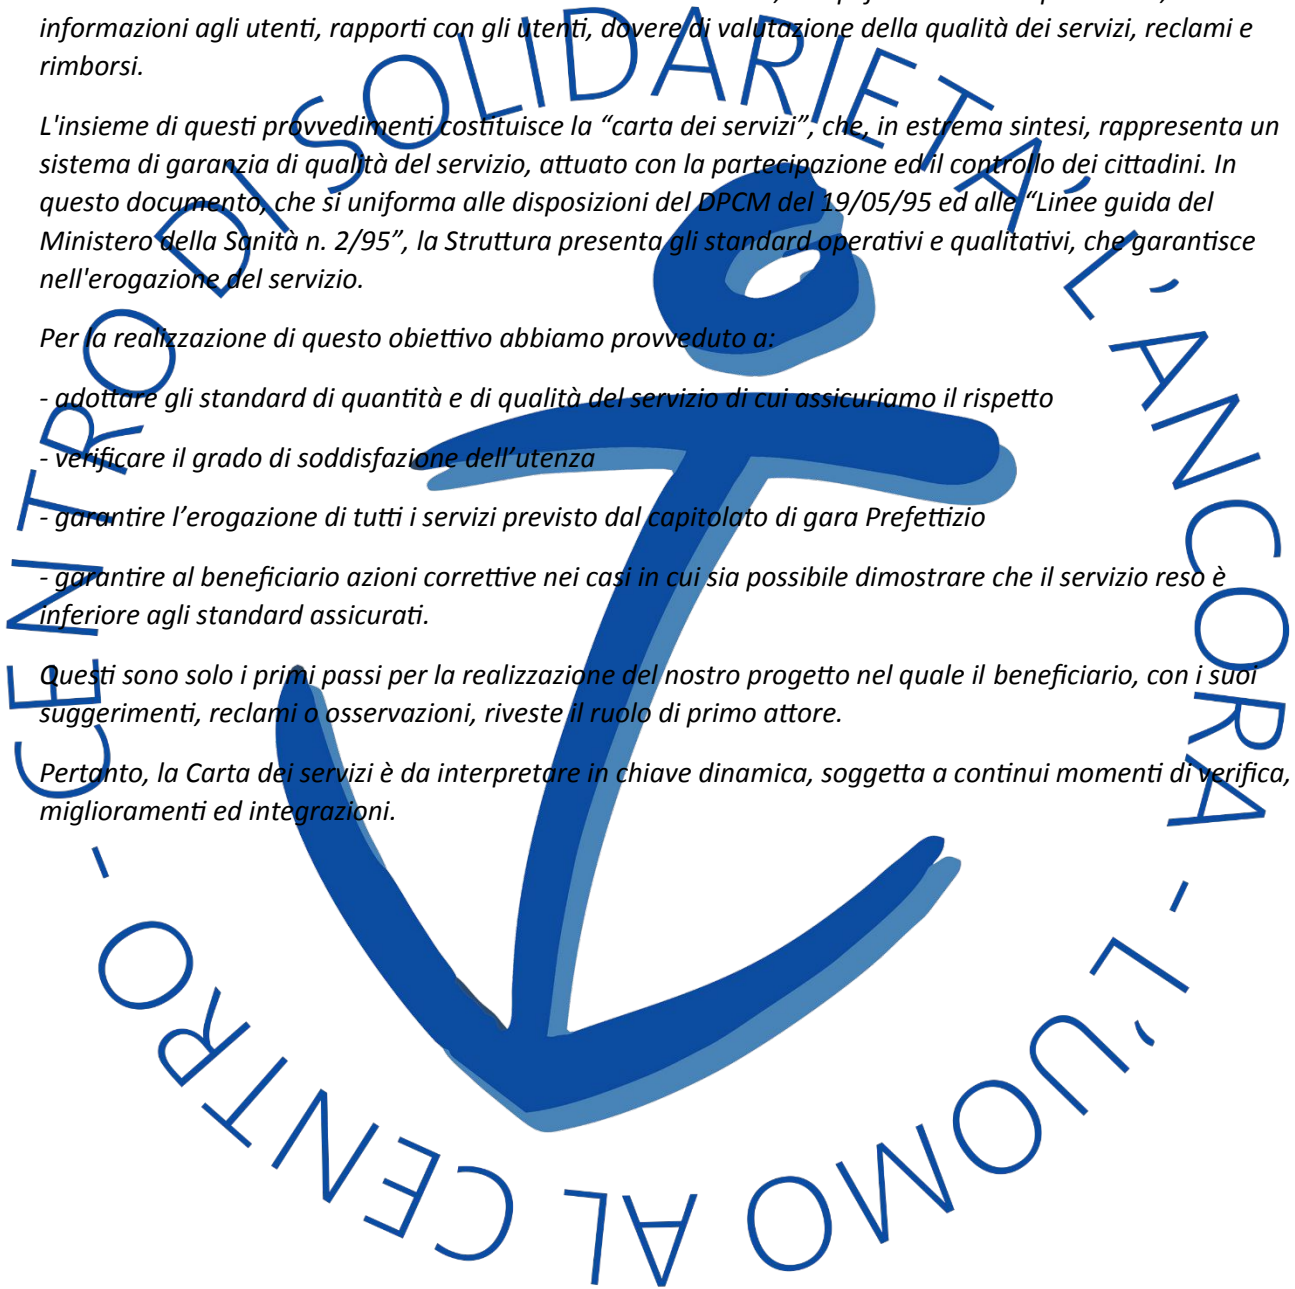 informazioni agli utenti, rapporti con gli utenti, dovere di valutazione della qualità dei servizi, reclami e
rimborsi.
L'insieme di questi provvedimenti costituisce la “carta dei servizi”, che, in estrema sintesi, rappresenta un
sistema di garanzia di qualità del servizio, attuato con la partecipazione ed il controllo dei cittadini. In
questo documento, che si uniforma alle disposizioni del DPCM del 19/05/95 ed alle “Linee guida del
Ministero della Sanità n. 2/95”, la Struttura presenta gli standard operativi e qualitativi, che garantisce
nell'erogazione del servizio.
Per la realizzazione di questo obiettivo abbiamo provveduto a:
- adottare gli standard di quantità e di qualità del servizio di cui assicuriamo il rispetto
- verificare il grado di soddisfazione dell’utenza
- garantire l’erogazione di tutti i servizi previsto dal capitolato di gara Prefettizio
- garantire al beneficiario azioni correttive nei casi in cui sia possibile dimostrare che il servizio reso è
inferiore agli standard assicurati.
Questi sono solo i primi passi per la realizzazione del nostro progetto nel quale il beneficiario, con i suoi
suggerimenti, reclami o osservazioni, riveste il ruolo di primo attore.
Pertanto, la Carta dei servizi è da interpretare in chiave dinamica, soggetta a continui momenti di verifica,
miglioramenti ed integrazioni.
CENTRO DI SOLIDARIETA’ L’ANCORA - L’UOMO AL CENTRO -